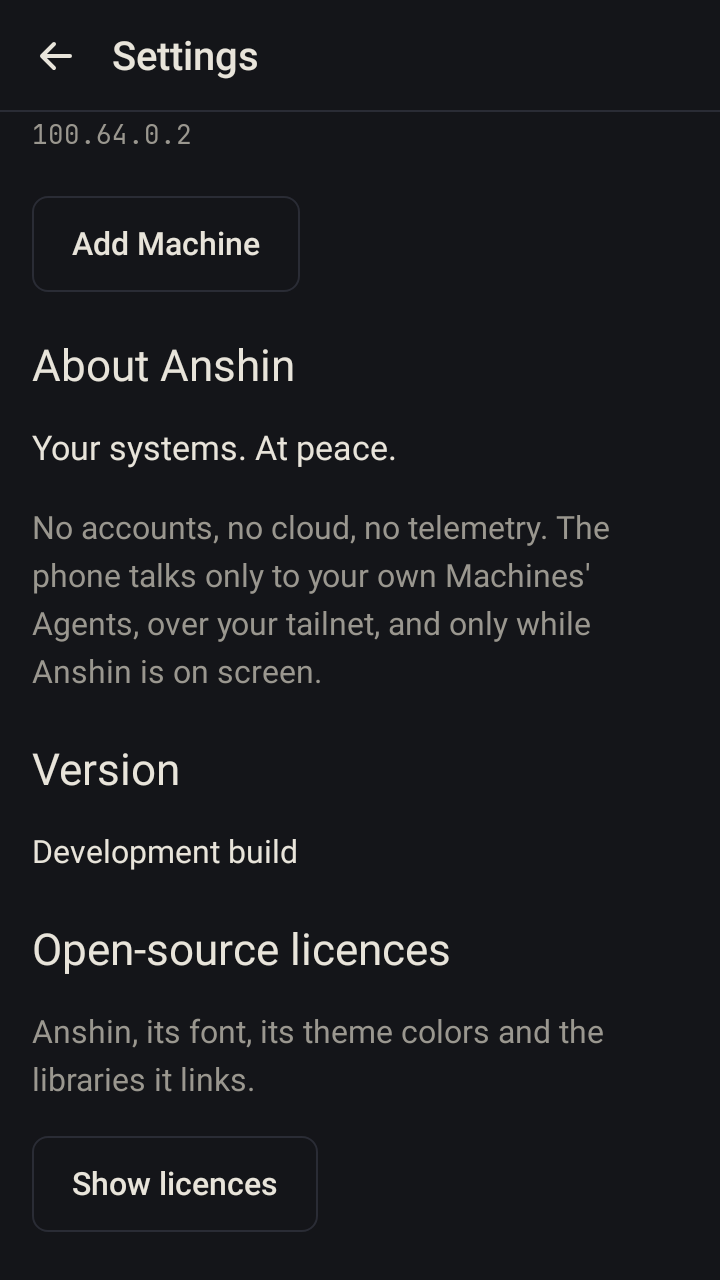 Settings
100.64.0.2
Add Machine
About Anshin
Your systems. At peace.
No accounts, no cloud, no telemetry. The
phone talks only to your own Machines'
Agents, over your tailnet, and only while
Anshin is on screen.
Version
Development build
Open-source licences
Anshin, its font, its theme colors and the
libraries it links.
Show licences